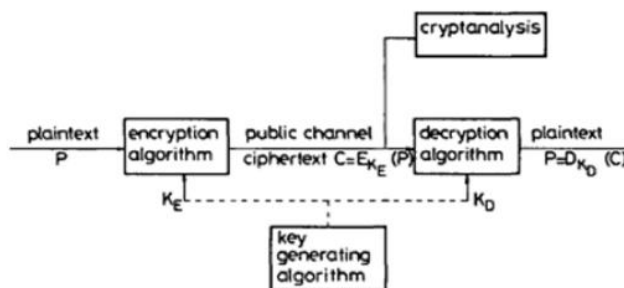 cryptanalysis
plaintext
P
encryption
algorithm
public channel
ciphertext C=E_{K_E}(P)
decryption
algorithm
plaintext
P=D_{K_D}(C)
K_E
K_D
key
generating
algorithm